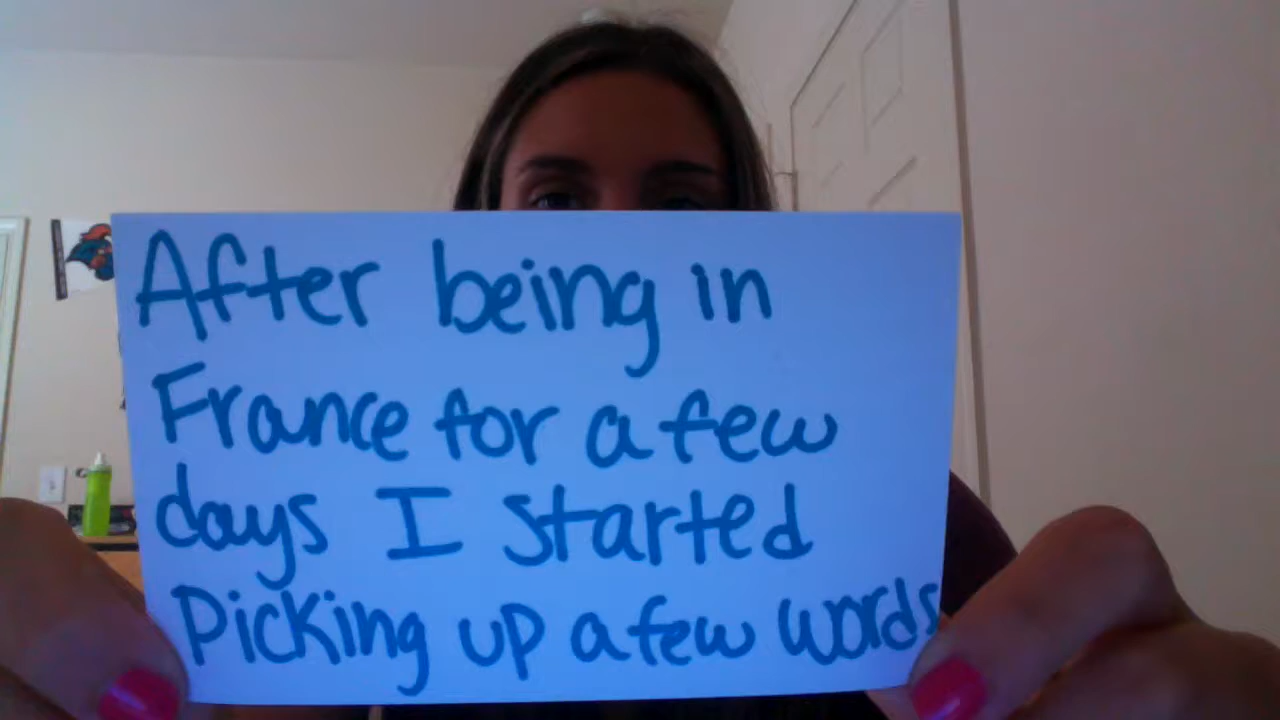 After being in
France for a few
days I started
Picking up a few words